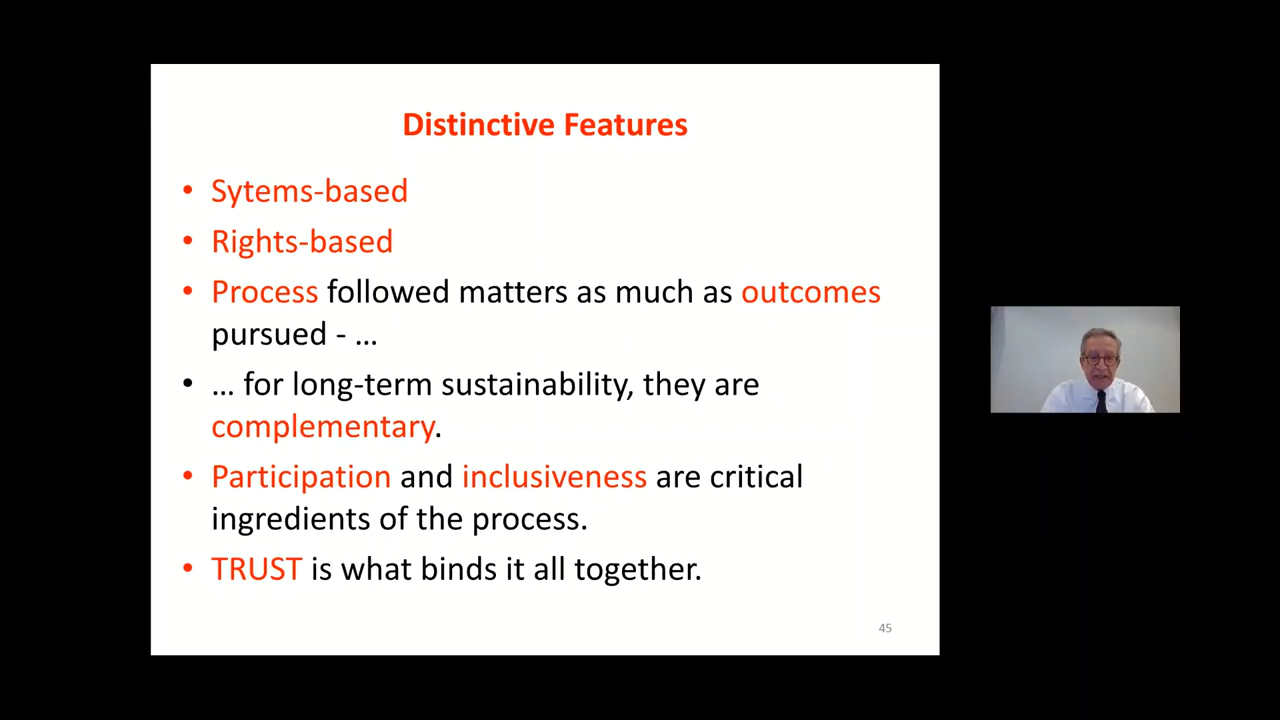 Distinctive Features
• Sytems-based
• Rights-based
• Process followed matters as much as outcomes
pursued - ...
• ... for long-term sustainability, they are
complementary.
• Participation and inclusiveness are critical
ingredients of the process.
• TRUST is what binds it all together.
45